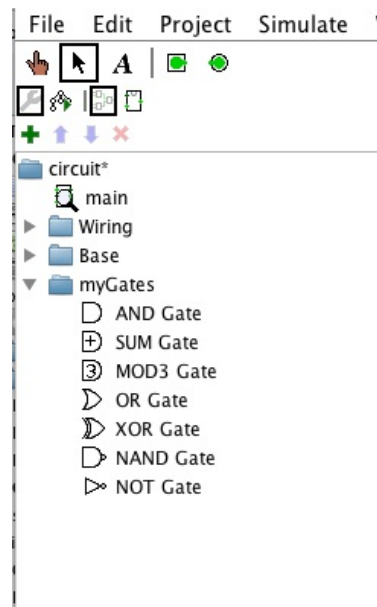 File Edit Project Simulate
A
circuit*
main
Wiring
Base
myGates
AND Gate
SUM Gate
3 MOD3 Gate
OR Gate
XOR Gate
NAND Gate
NOT Gate